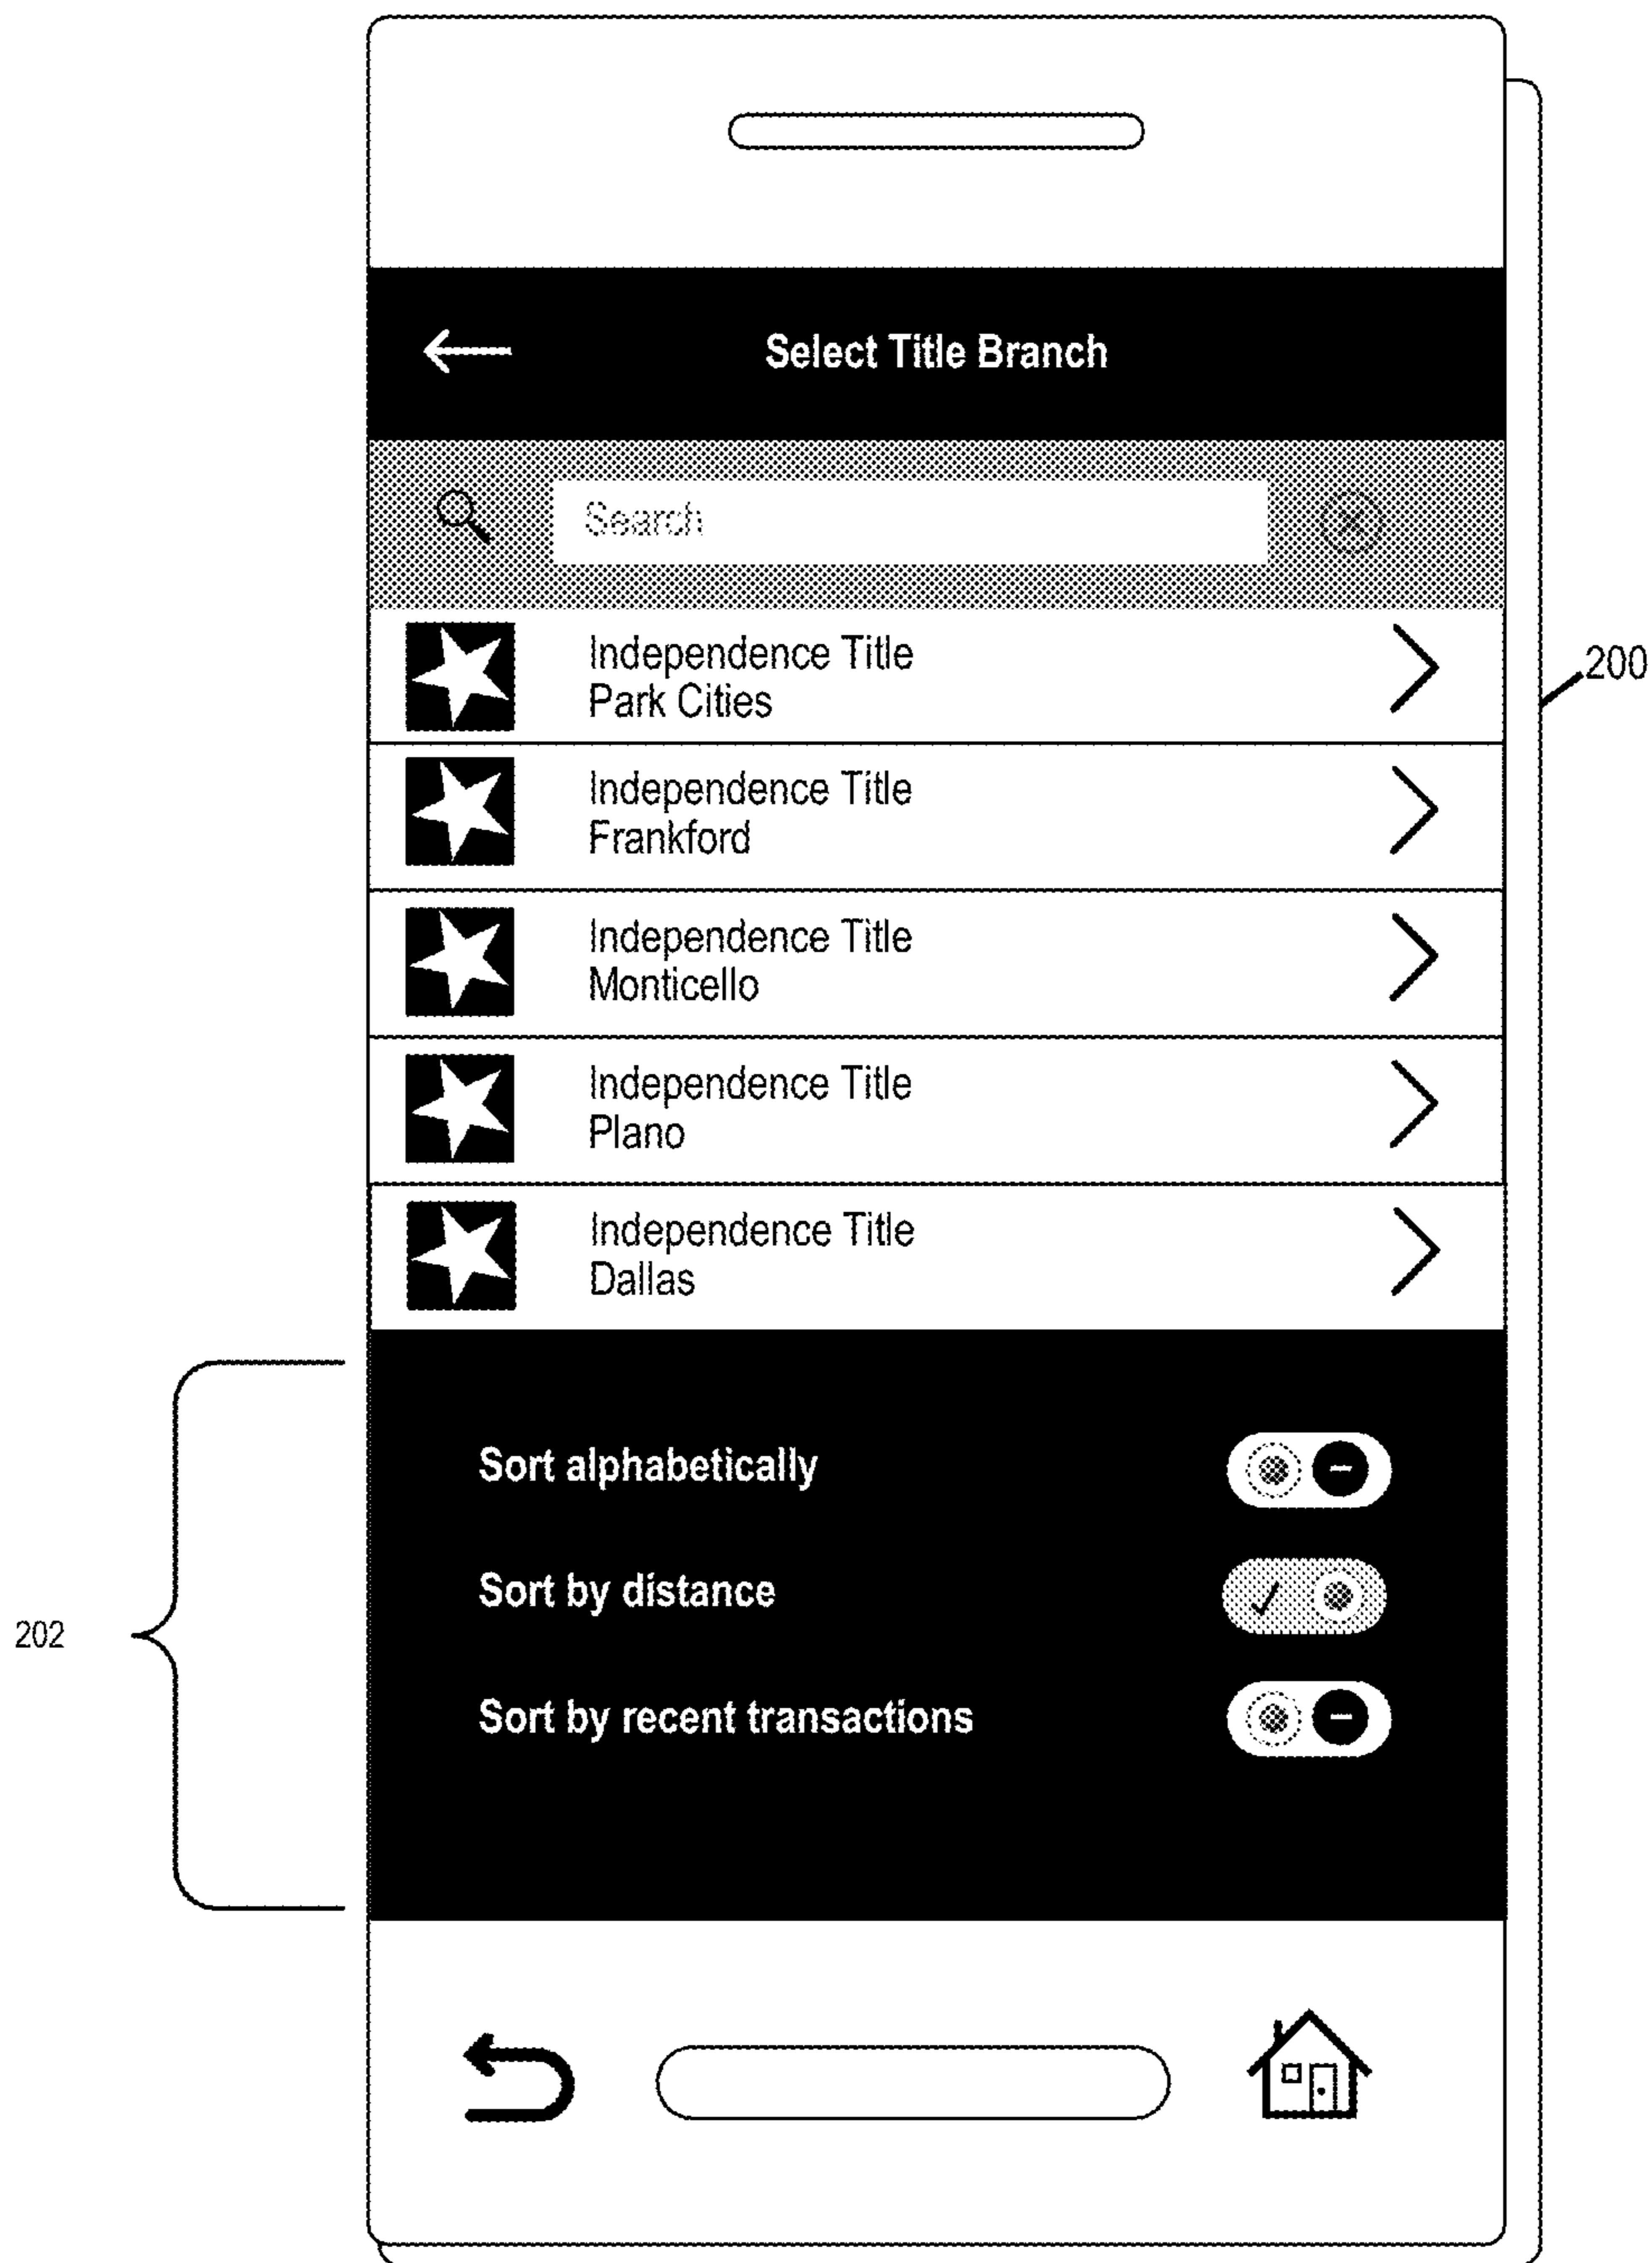 Select Title Branch
Search
Independence Title
Park Cities
200
Independence Title
Frankford
Independence Title
Monticello
Independence Title
Plano
Independence Title
Dallas
Sort alphabetically
Sort by distance
202
Sort by recent transactions